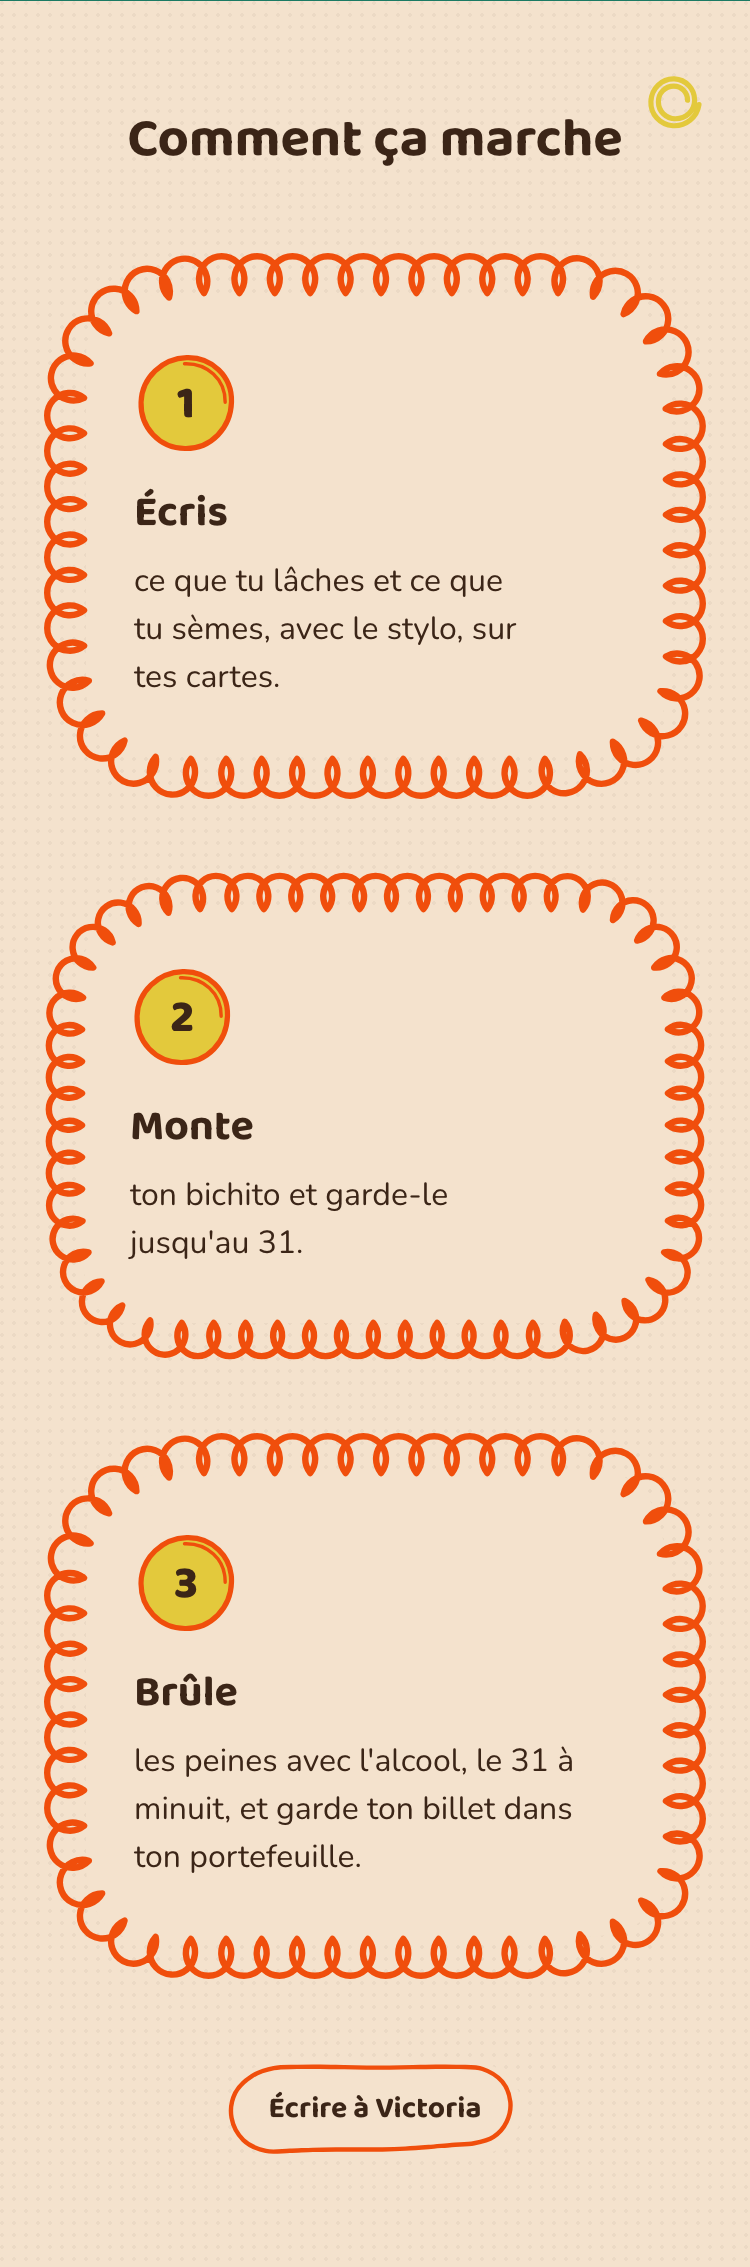 Comment ça marche
1
Écris
ce que tu lâches et ce que
tu sèmes, avec le stylo, sur
tes cartes.
2
Monte
ton bichito et garde-le
jusqu'au 31.
3
Brûle
les peines avec l'alcool, le 31 à
minuit, et garde ton billet dans
ton portefeuille.
Écrire à Victoria